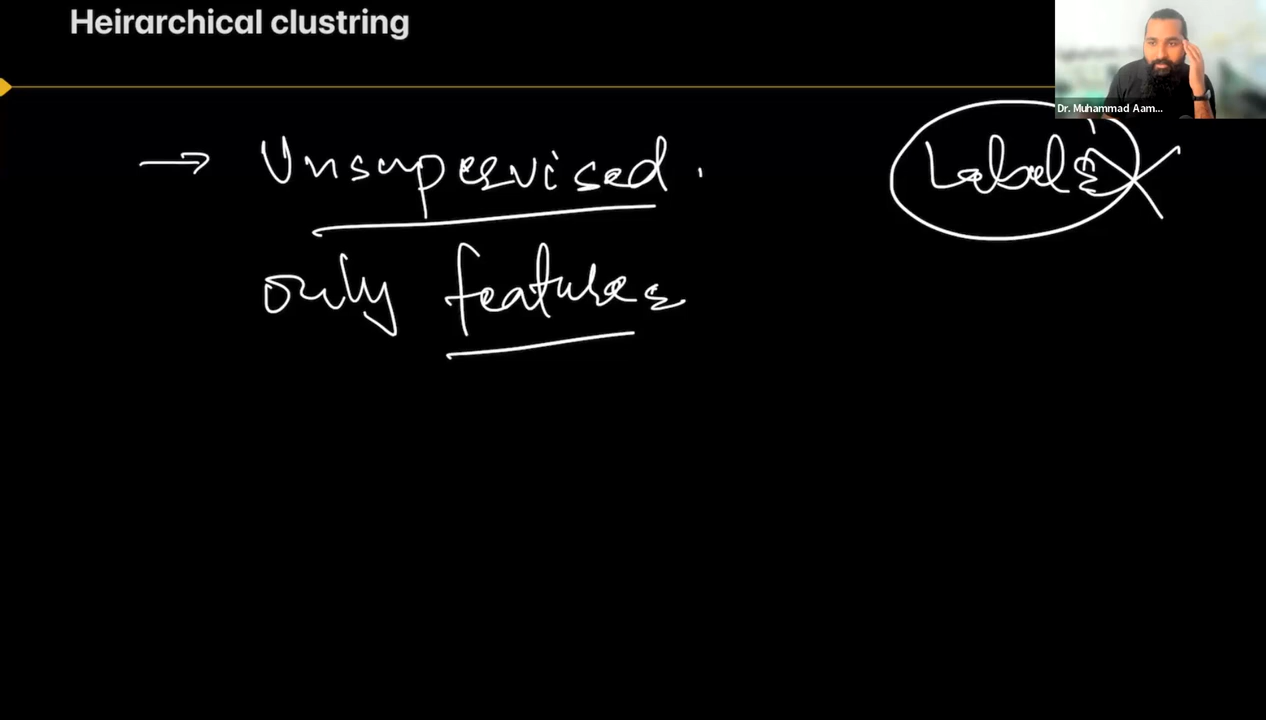 Heirarchical clustring
Dr. Muhammad Aam...
→ Unsupervised. Labels
only features